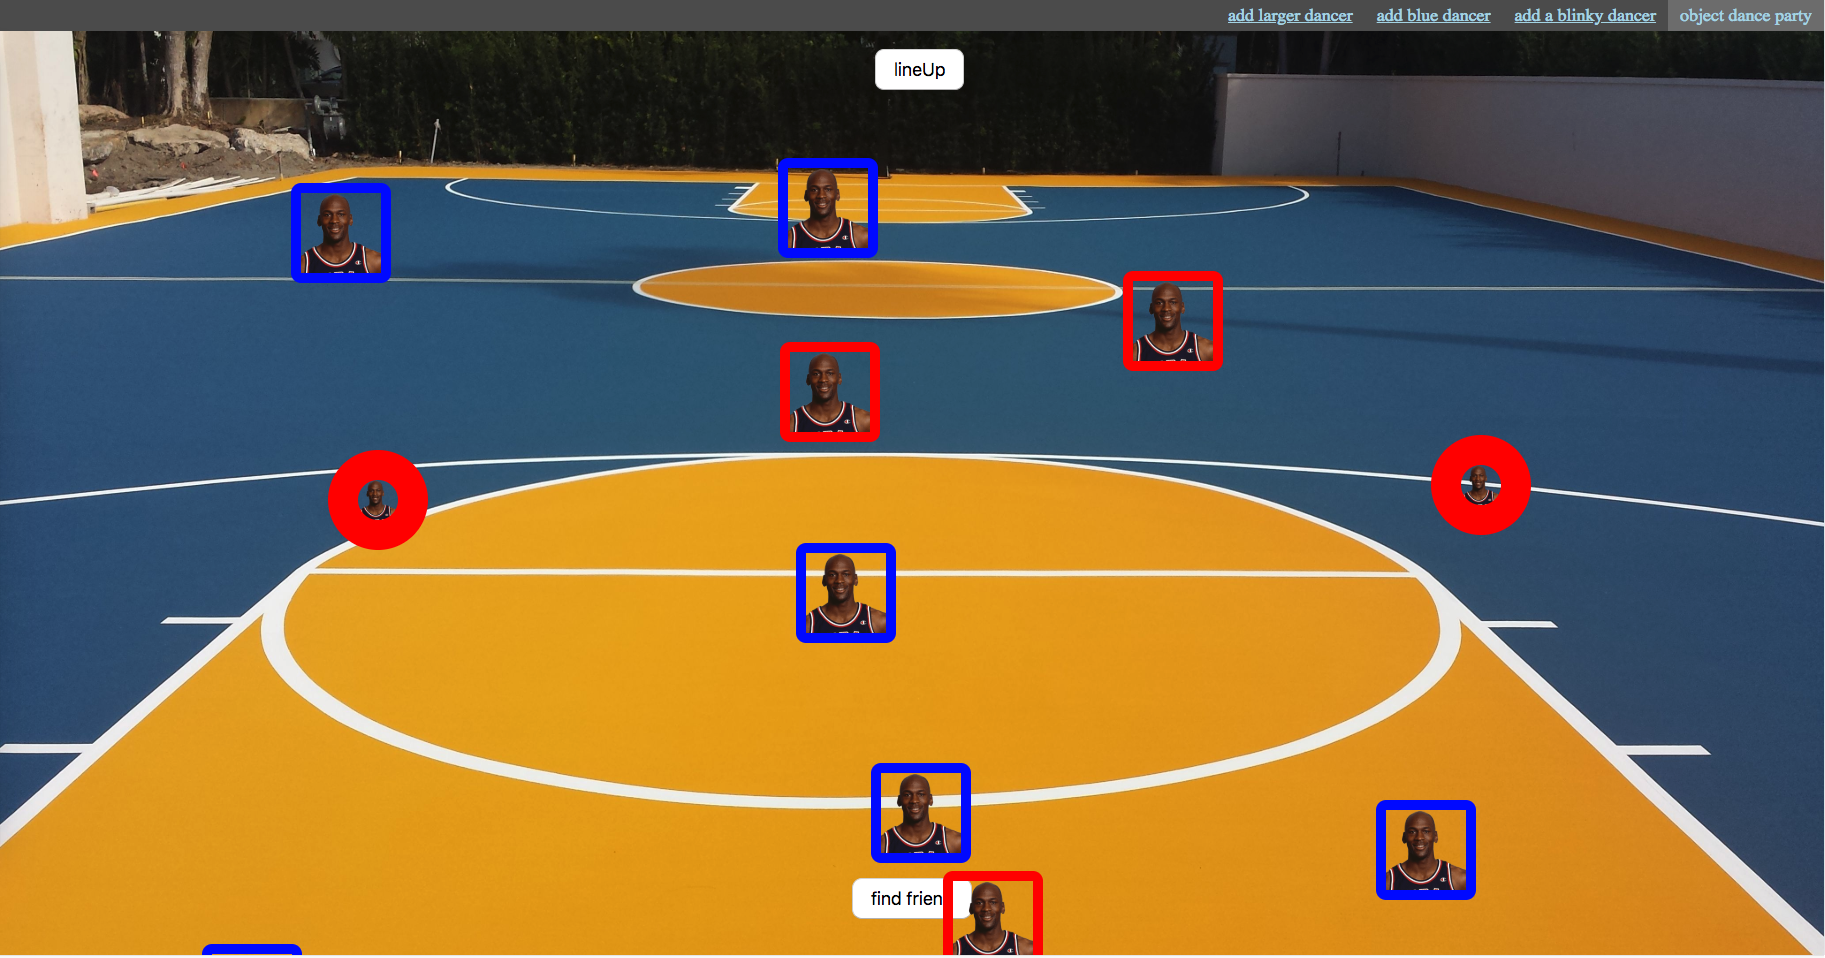 add larger dancer
add blue dancer
add a blinky dancer
object dance party
lineUp
find frien